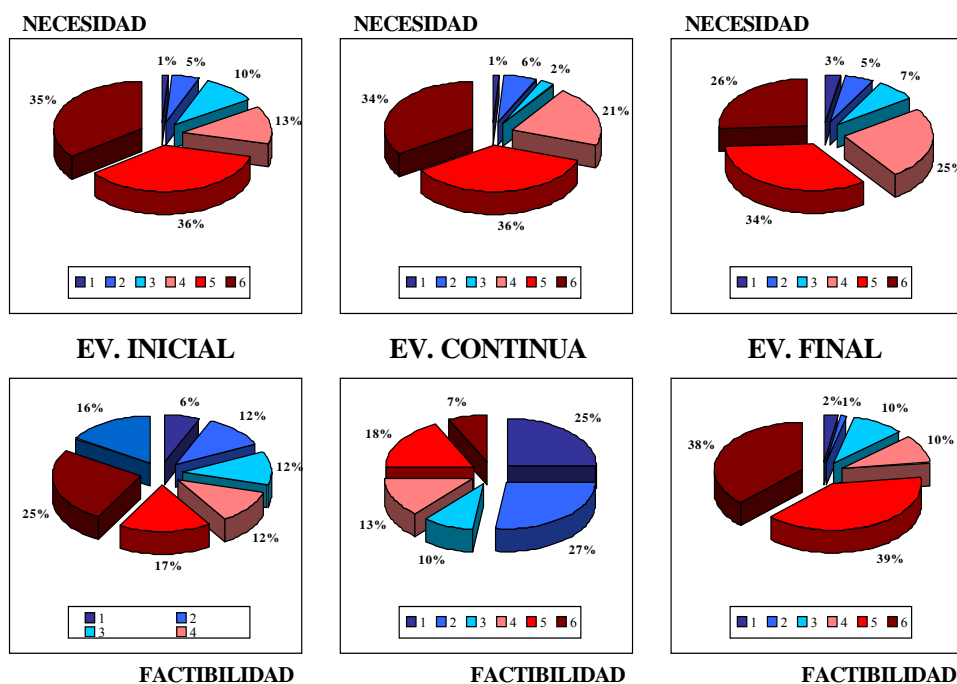 NECESIDAD
NECESIDAD
NECESIDAD
1%
5%
10%
13%
36%
35%
1 2 3 4 5 6
1%
6%
2%
21%
36%
34%
1 2 3 4 5 6
3%
5%
7%
25%
34%
26%
1 2 3 4 5 6
EV. INICIAL
EV. CONTINUA
EV. FINAL
6%
12%
12%
12%
17%
25%
16%
1 2
3 4
25%
27%
10%
13%
18%
7%
1 2 3 4 5 6
2%
1%
10%
10%
39%
38%
1 2 3 4 5 6
FACTIBILIDAD
FACTIBILIDAD
FACTIBILIDAD